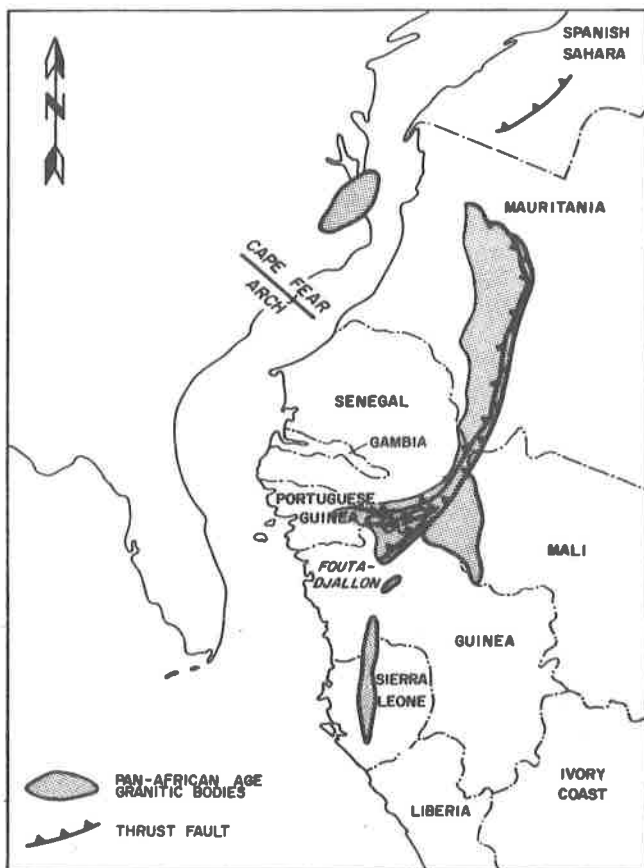 SPANISH
SAHARA
N
MAURITANIA
CAPE FEAR
ARCH
SENEGAL
GAMBIA
PORTUGUESE
GUINEA
MALI
FOUTA-
DJALLON
GUINEA
SIERRA
LEONE
IVORY
COAST
LIBERIA
PAN-AFRICAN AGE
GRANITIC BODIES
THRUST FAULT